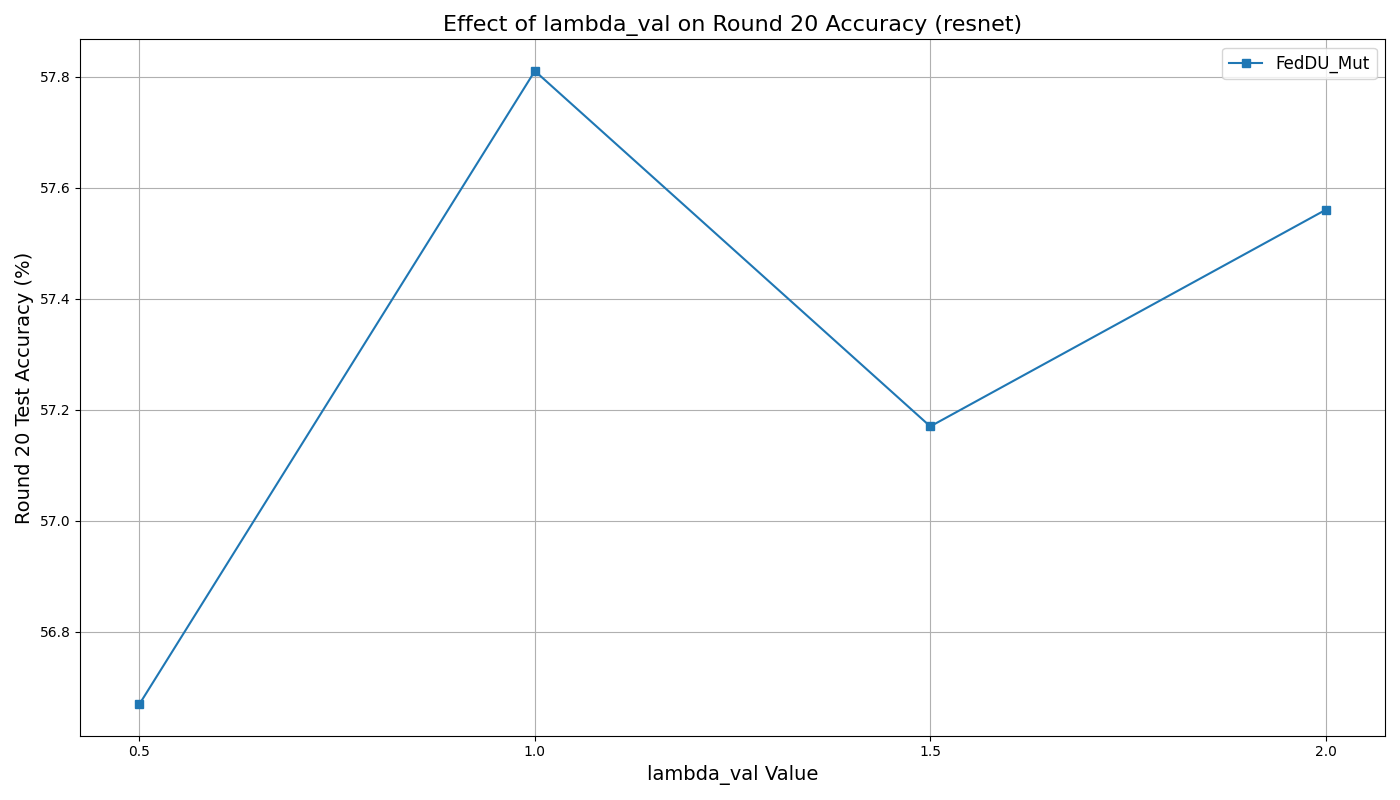 Effect of lambda_val on Round 20 Accuracy (resnet)
FedDU_Mut
Round 20 Test Accuracy (%)
57.8
57.6
57.4
57.2
57.0
56.8
0.5
1.0
1.5
2.0
lambda_val Value